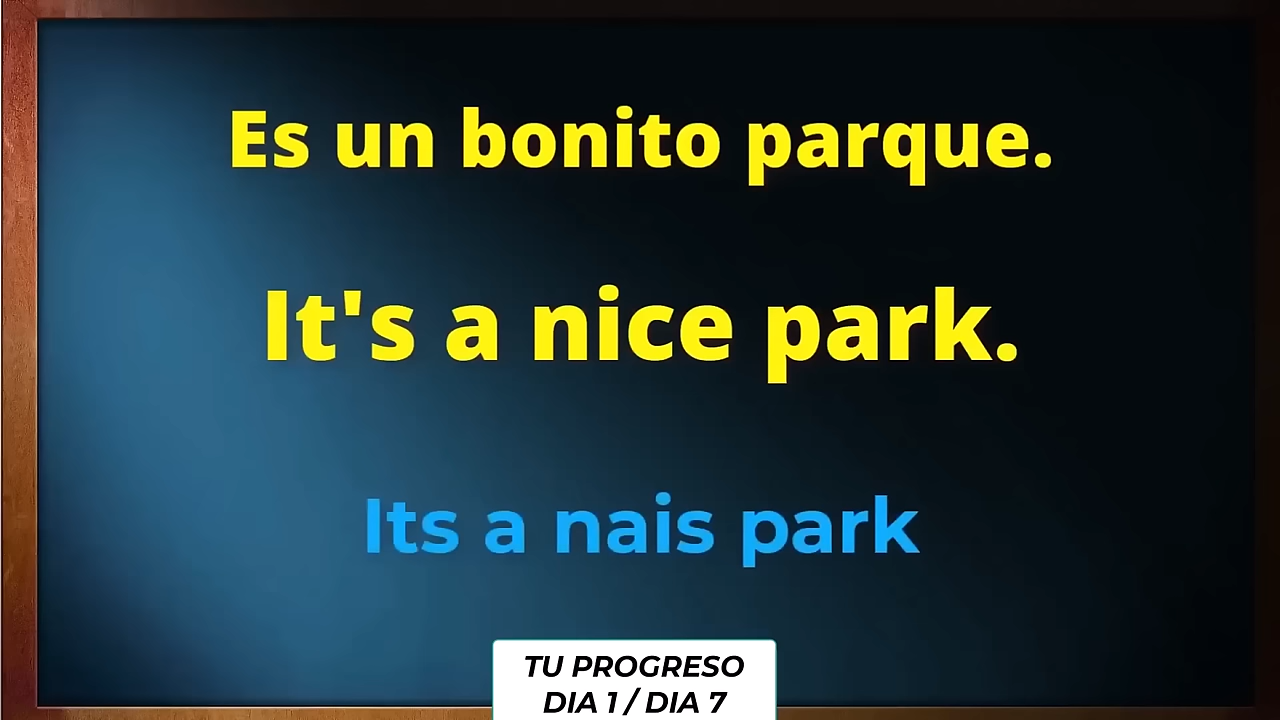 Es un bonito parque.
It's a nice park.
Its a nais park
TU PROGRESO
DIA 1 / DIA 7